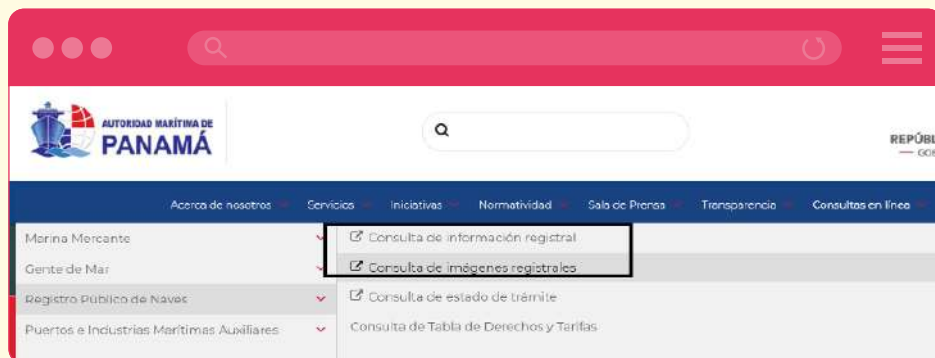 AUTORIDAD MARÍTIMA DE
PANAMÁ
Acerca de nosotros Servicios Iniciativas Normatividad Sala de Prensa Transparencia Consultas en línea
Marina Mercante
Gente de Mar
Registro Público de Naves
Puertos e Industrias Marítimas Auxiliares
Consulta de información registral
Consulta de imágenes registrales
Consulta de estado de trámite
Consulta de Tabla de Derechos y Tarifas